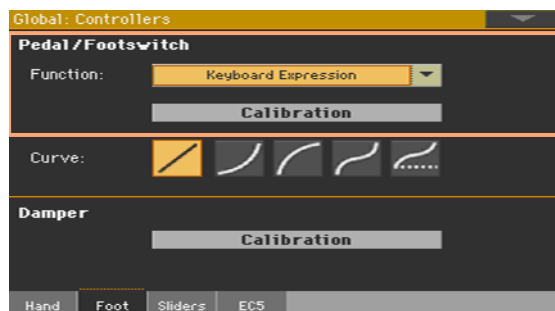 Global: Controllers
Pedal/Footswitch
Function: Keyboard Expression
Calibration
Curve:
Damper
Calibration
Hand Foot Sliders EC5